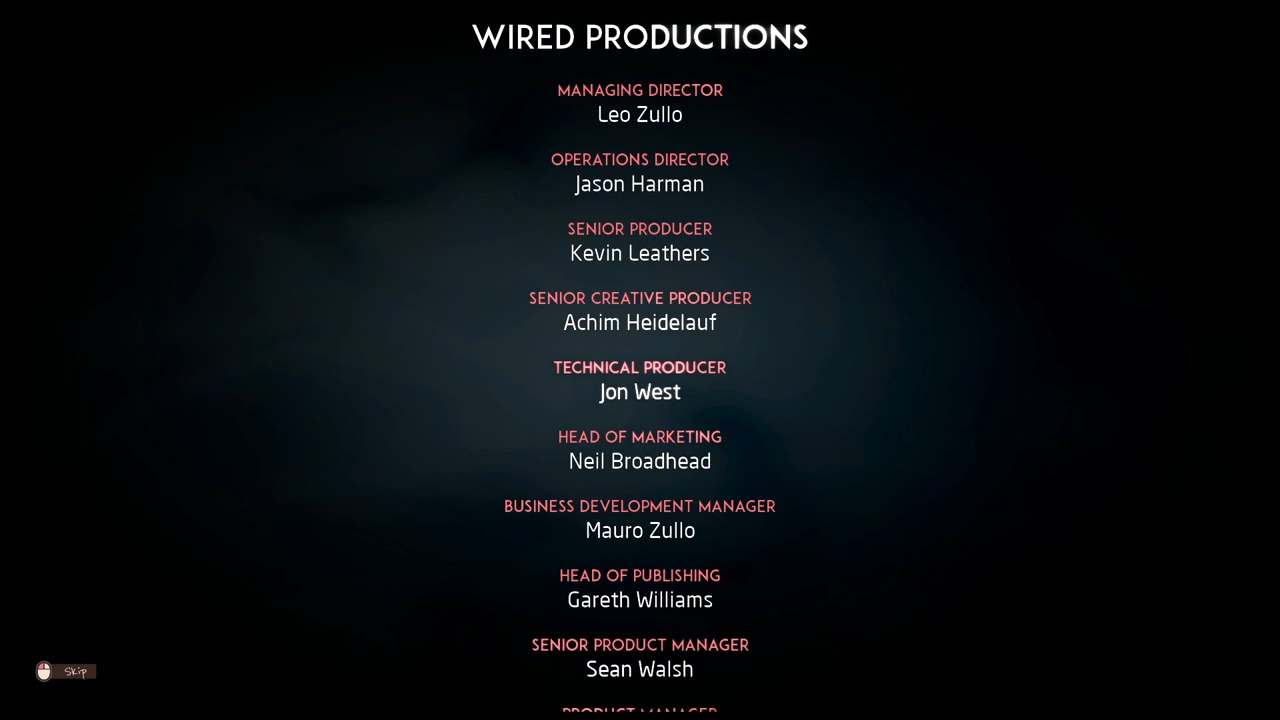 WIRED PRODUCTIONS
MANAGING DIRECTOR
Leo Zullo
OPERATIONS DIRECTOR
Jason Harman
SENIOR PRODUCER
Kevin Leathers
SENIOR CREATIVE PRODUCER
Achim Heidelauf
TECHNICAL PRODUCER
Jon West
HEAD OF MARKETING
Neil Broadhead
BUSINESS DEVELOPMENT MANAGER
Mauro Zullo
HEAD OF PUBLISHING
Gareth Williams
SENIOR PRODUCT MANAGER
Sean Walsh
Skip
PRODUCT MANAGER